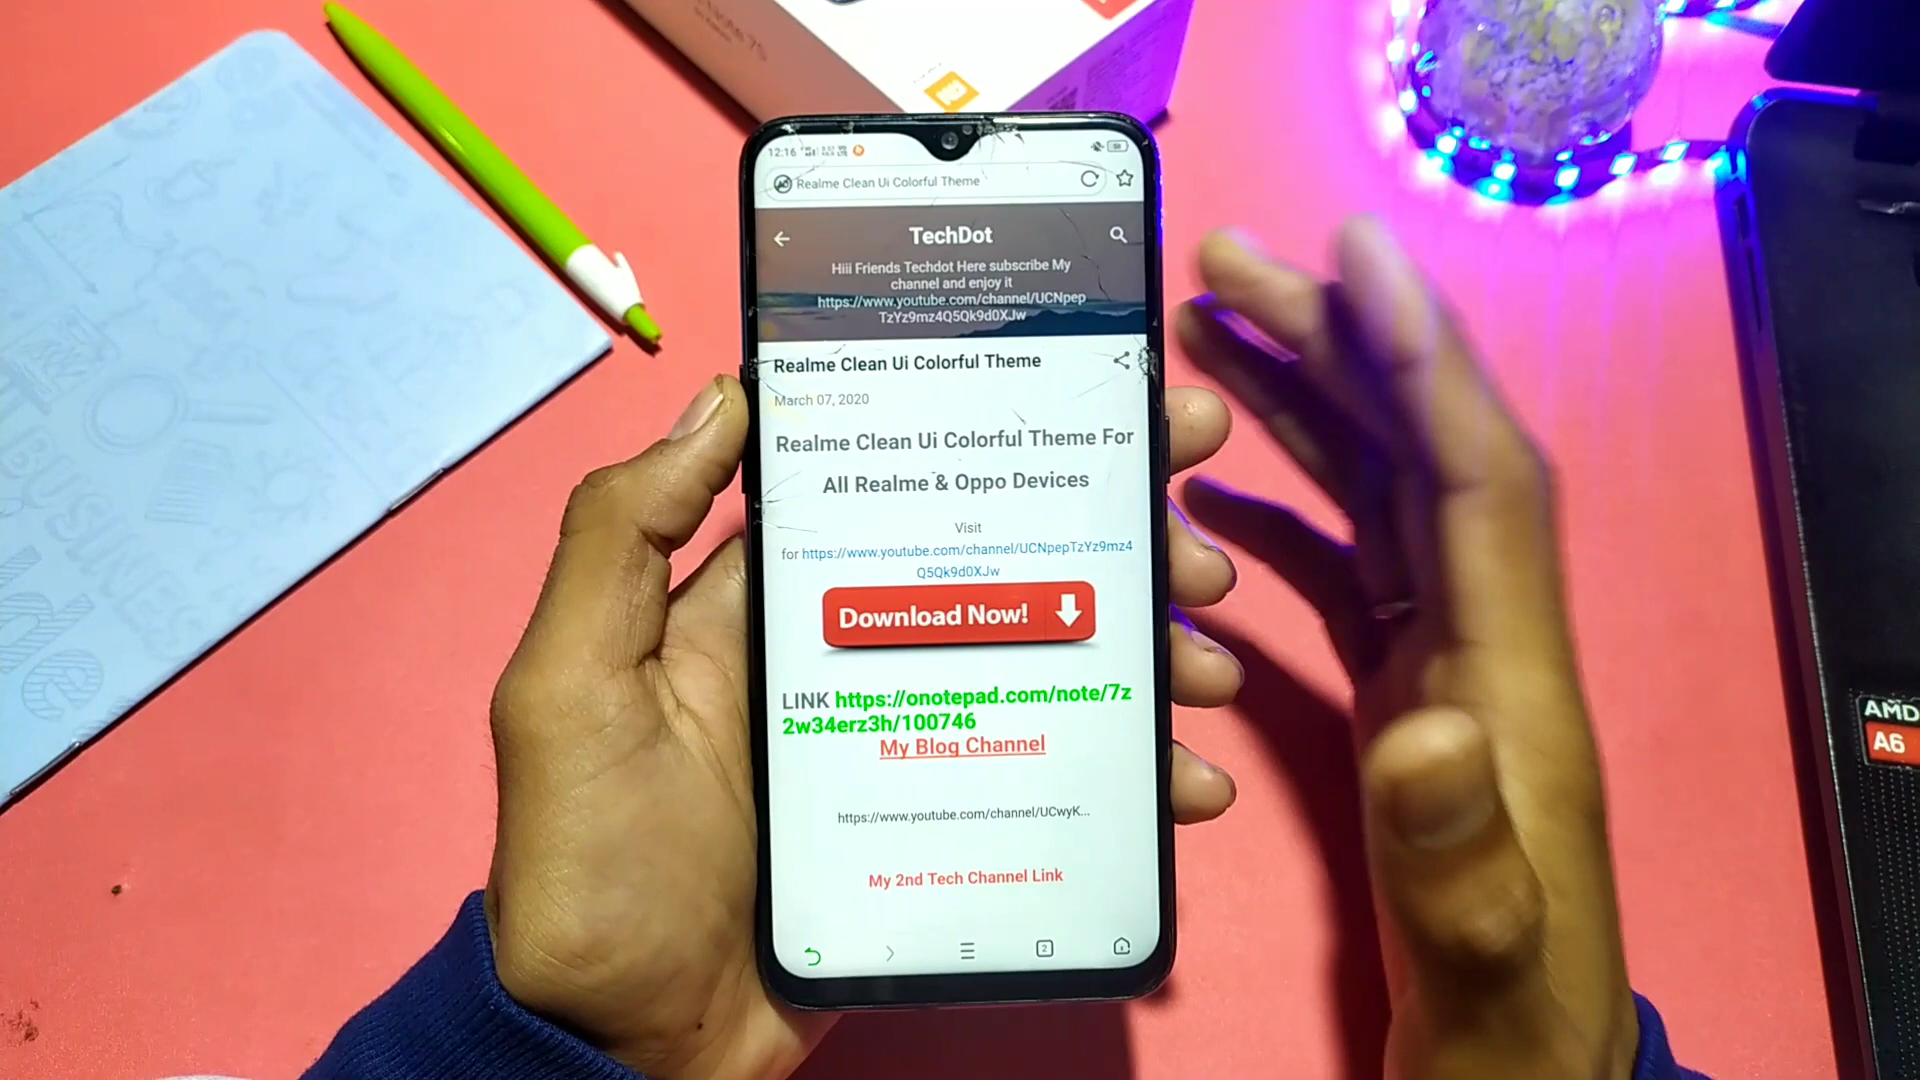 Note 7S
12:16
Realme Clean Ui Colorful Theme
TechDot
Hiii Friends Techdot Here subscribe My
channel and enjoy it
https://www.youtube.com/channel/UCNpep
TzYz9mz4Q5Qk9d0XJw
Realme Clean Ui Colorful Theme
March 07, 2020
Realme Clean Ui Colorful Theme For
All Realme & Oppo Devices
Visit
for https://www.youtube.com/channel/UCNpepTzYz9mz4
Q5Qk9d0XJw
Download Now!
LINK https://onotepad.com/note/7z
2w34erz3h/100746
My Blog Channel
https://www.youtube.com/channel/UCwyK...
My 2nd Tech Channel Link
2
BUSINESS
AMD
A6